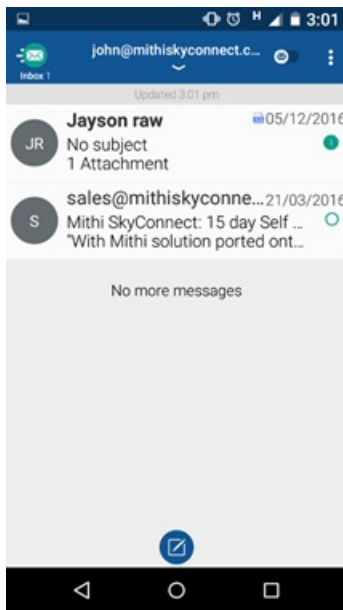 H 3:01
john@mithiskyconnect.c...
Inbox 1
Updated 3:01 pm
Jayson raw 05/12/2016
JR
No subject
1 Attachment
sales@mithiskyconne... 21/03/2016
S
Mithi SkyConnect: 15 day Self ...
"With Mithi solution ported ont...
No more messages